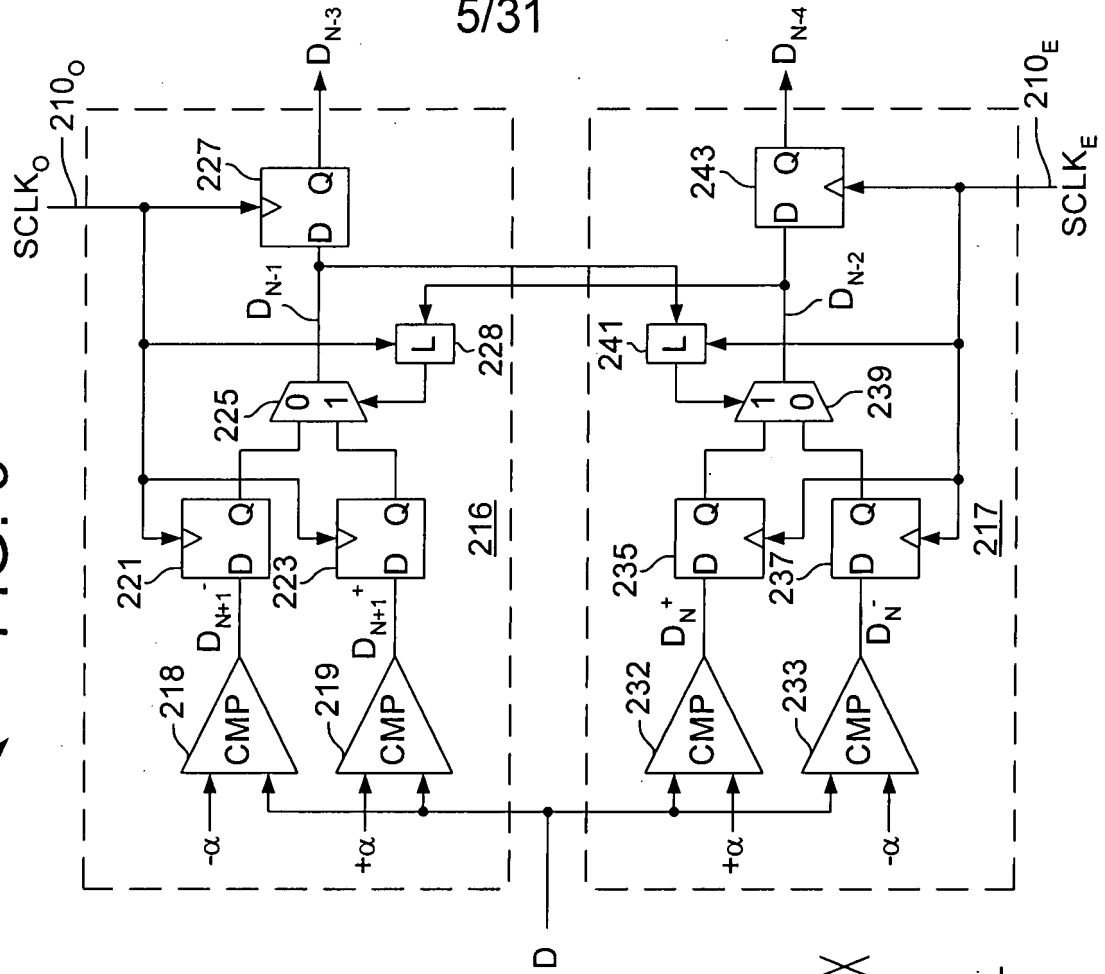 5/31
SCLK_O
210_O
D_N-3
227
D Q
D_N-1
225
0
1
L
228
221
D Q
223
D Q
216
D_N+1^-
D_N+1^+
218
CMP
-α
219
CMP
+α
D
D_N-4
243
D Q
D_N-2
241
L
1
0
239
235
D Q
237
D Q
217
D_N^+
D_N^-
232
CMP
+α
233
CMP
-α
210_E
SCLK_E